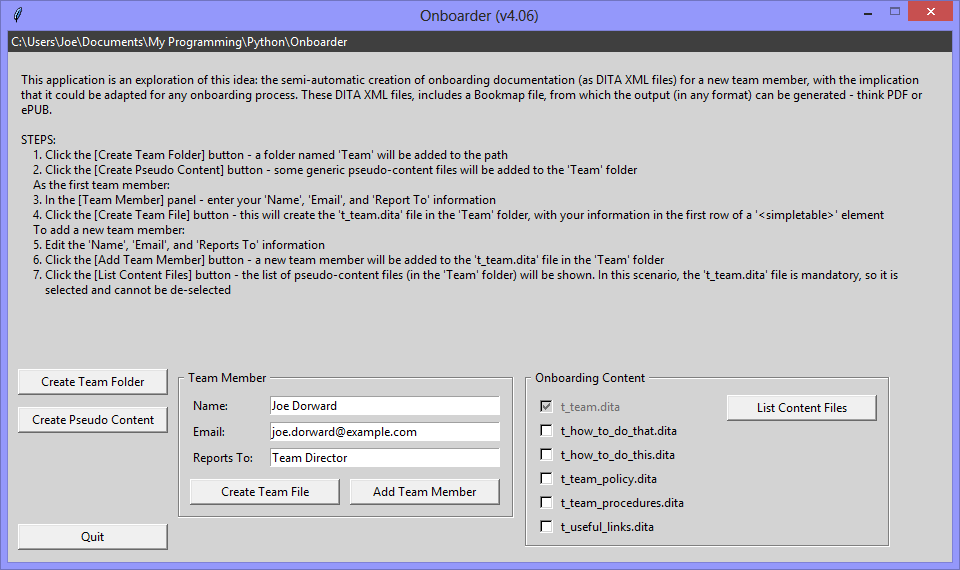 Onboarder (v4.06)
C:\Users\Joe\Documents\My Programming\Python\Onboarder
This application is an exploration of this idea: the semi-automatic creation of onboarding documentation (as DITA XML files) for a new team member, with the implication
that it could be adapted for any onboarding process. These DITA XML files, includes a Bookmap file, from which the output (in any format) can be generated - think PDF or
ePUB.
STEPS:
1. Click the [Create Team Folder] button - a folder named 'Team' will be added to the path
2. Click the [Create Pseudo Content] button - some generic pseudo-content files will be added to the 'Team' folder
As the first team member:
3. In the [Team Member] panel - enter your 'Name', 'Email', and 'Report To' information
4. Click the [Create Team File] button - this will create the 't_team.dita' file in the 'Team' folder, with your information in the first row of a '<simpletable>' element
To add a new team member:
5. Edit the 'Name', 'Email', and 'Reports To' information
6. Click the [Add Team Member] button - a new team member will be added to the 't_team.dita' file in the 'Team' folder
7. Click the [List Content Files] button - the list of pseudo-content files (in the 'Team' folder) will be shown. In this scenario, the 't_team.dita' file is mandatory, so it is
selected and cannot be de-selected
Create Team Folder
Create Pseudo Content
Quit
Team Member
Name: Joe Dorward
Email: joe.dorward@example.com
Reports To: Team Director
Create Team File Add Team Member
Onboarding Content
t_team.dita List Content Files
t_how_to_do_that.dita
t_how_to_do_this.dita
t_team_policy.dita
t_team_procedures.dita
t_useful_links.dita